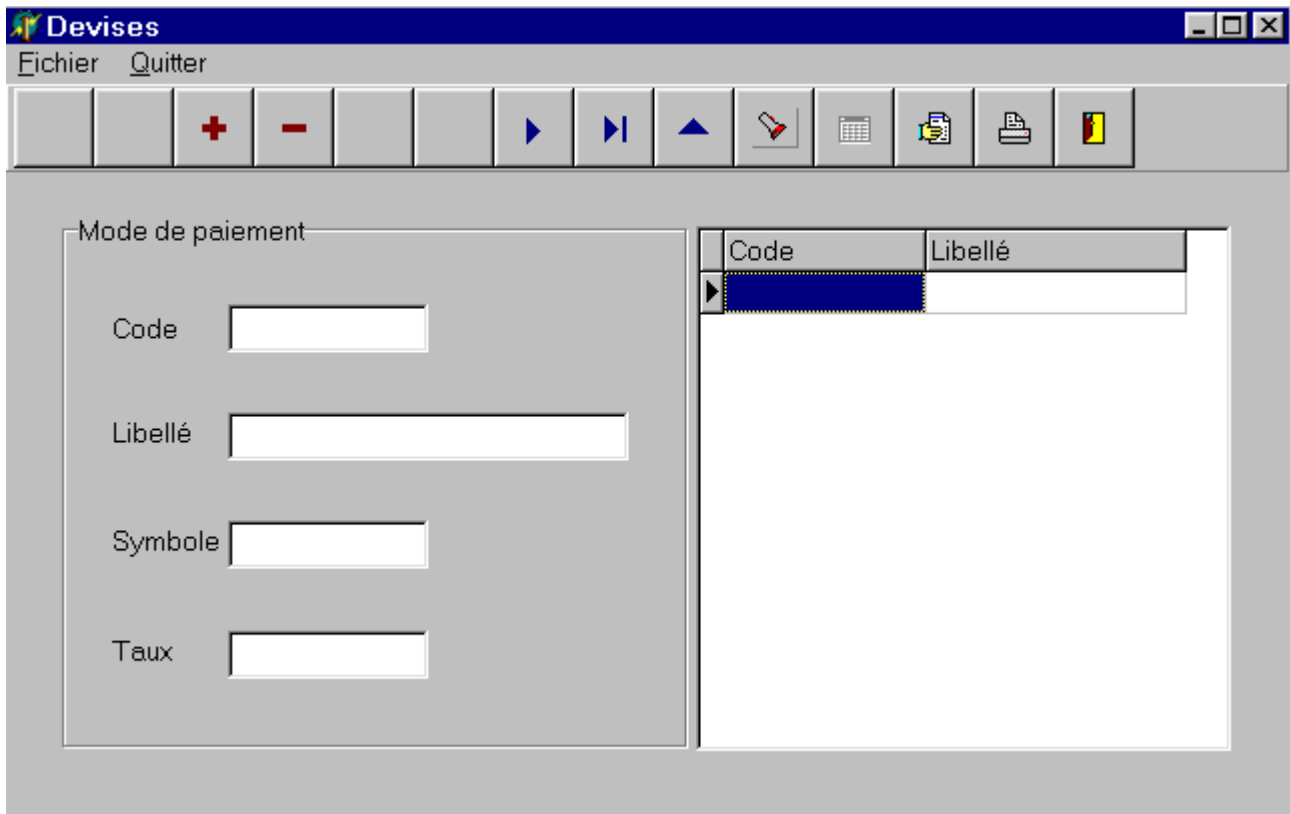 Devises
Fichier Quitter
Mode de paiement
Code Libellé
Code
Libellé
Symbole
Taux